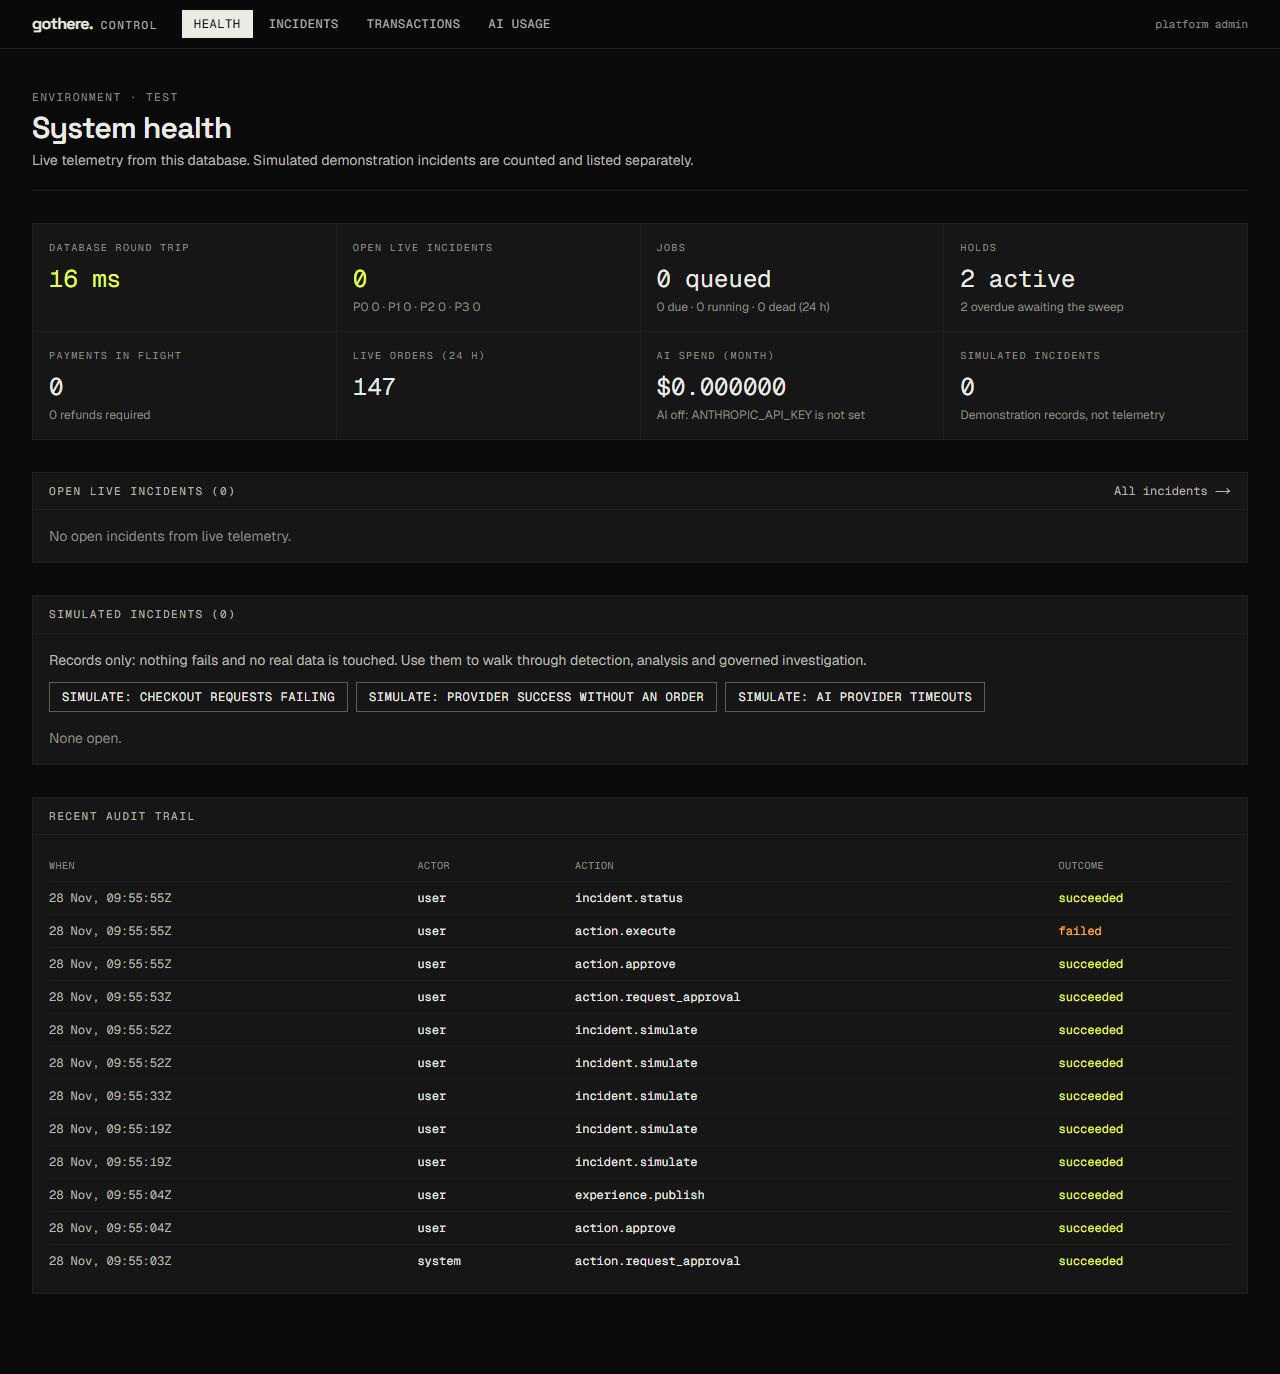 gothere. CONTROL HEALTH INCIDENTS TRANSACTIONS AI USAGE platform admin
ENVIRONMENT · TEST
System health
Live telemetry from this database. Simulated demonstration incidents are counted and listed separately.
DATABASE ROUND TRIP
16 ms
OPEN LIVE INCIDENTS
0
P0 0 · P1 0 · P2 0 · P3 0
JOBS
0 queued
0 due · 0 running · 0 dead (24 h)
HOLDS
2 active
2 overdue awaiting the sweep
PAYMENTS IN FLIGHT
0
0 refunds required
LIVE ORDERS (24 H)
147
AI SPEND (MONTH)
$0.000000
AI off: ANTHROPIC_API_KEY is not set
SIMULATED INCIDENTS
0
Demonstration records, not telemetry
OPEN LIVE INCIDENTS (0) All incidents →
No open incidents from live telemetry.
SIMULATED INCIDENTS (0)
Records only: nothing fails and no real data is touched. Use them to walk through detection, analysis and governed investigation.
SIMULATE: CHECKOUT REQUESTS FAILING SIMULATE: PROVIDER SUCCESS WITHOUT AN ORDER SIMULATE: AI PROVIDER TIMEOUTS
None open.
RECENT AUDIT TRAIL
WHEN ACTOR ACTION OUTCOME
28 Nov, 09:55:55Z user incident.status succeeded
28 Nov, 09:55:55Z user action.execute failed
28 Nov, 09:55:55Z user action.approve succeeded
28 Nov, 09:55:53Z user action.request_approval succeeded
28 Nov, 09:55:52Z user incident.simulate succeeded
28 Nov, 09:55:52Z user incident.simulate succeeded
28 Nov, 09:55:33Z user incident.simulate succeeded
28 Nov, 09:55:19Z user incident.simulate succeeded
28 Nov, 09:55:19Z user incident.simulate succeeded
28 Nov, 09:55:04Z user experience.publish succeeded
28 Nov, 09:55:04Z user action.approve succeeded
28 Nov, 09:55:03Z system action.request_approval succeeded